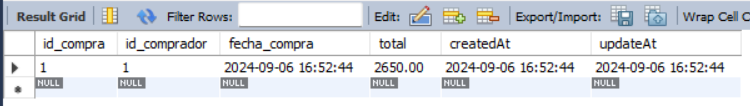 Result Grid Filter Rows: Edit: Export/Import: Wrap Cell C
id_compra id_comprador fecha_compra total createdAt updateAt
1 1 2024-09-06 16:52:44 2650.00 2024-09-06 16:52:44 2024-09-06 16:52:44
NULL NULL NULL NULL NULL NULL